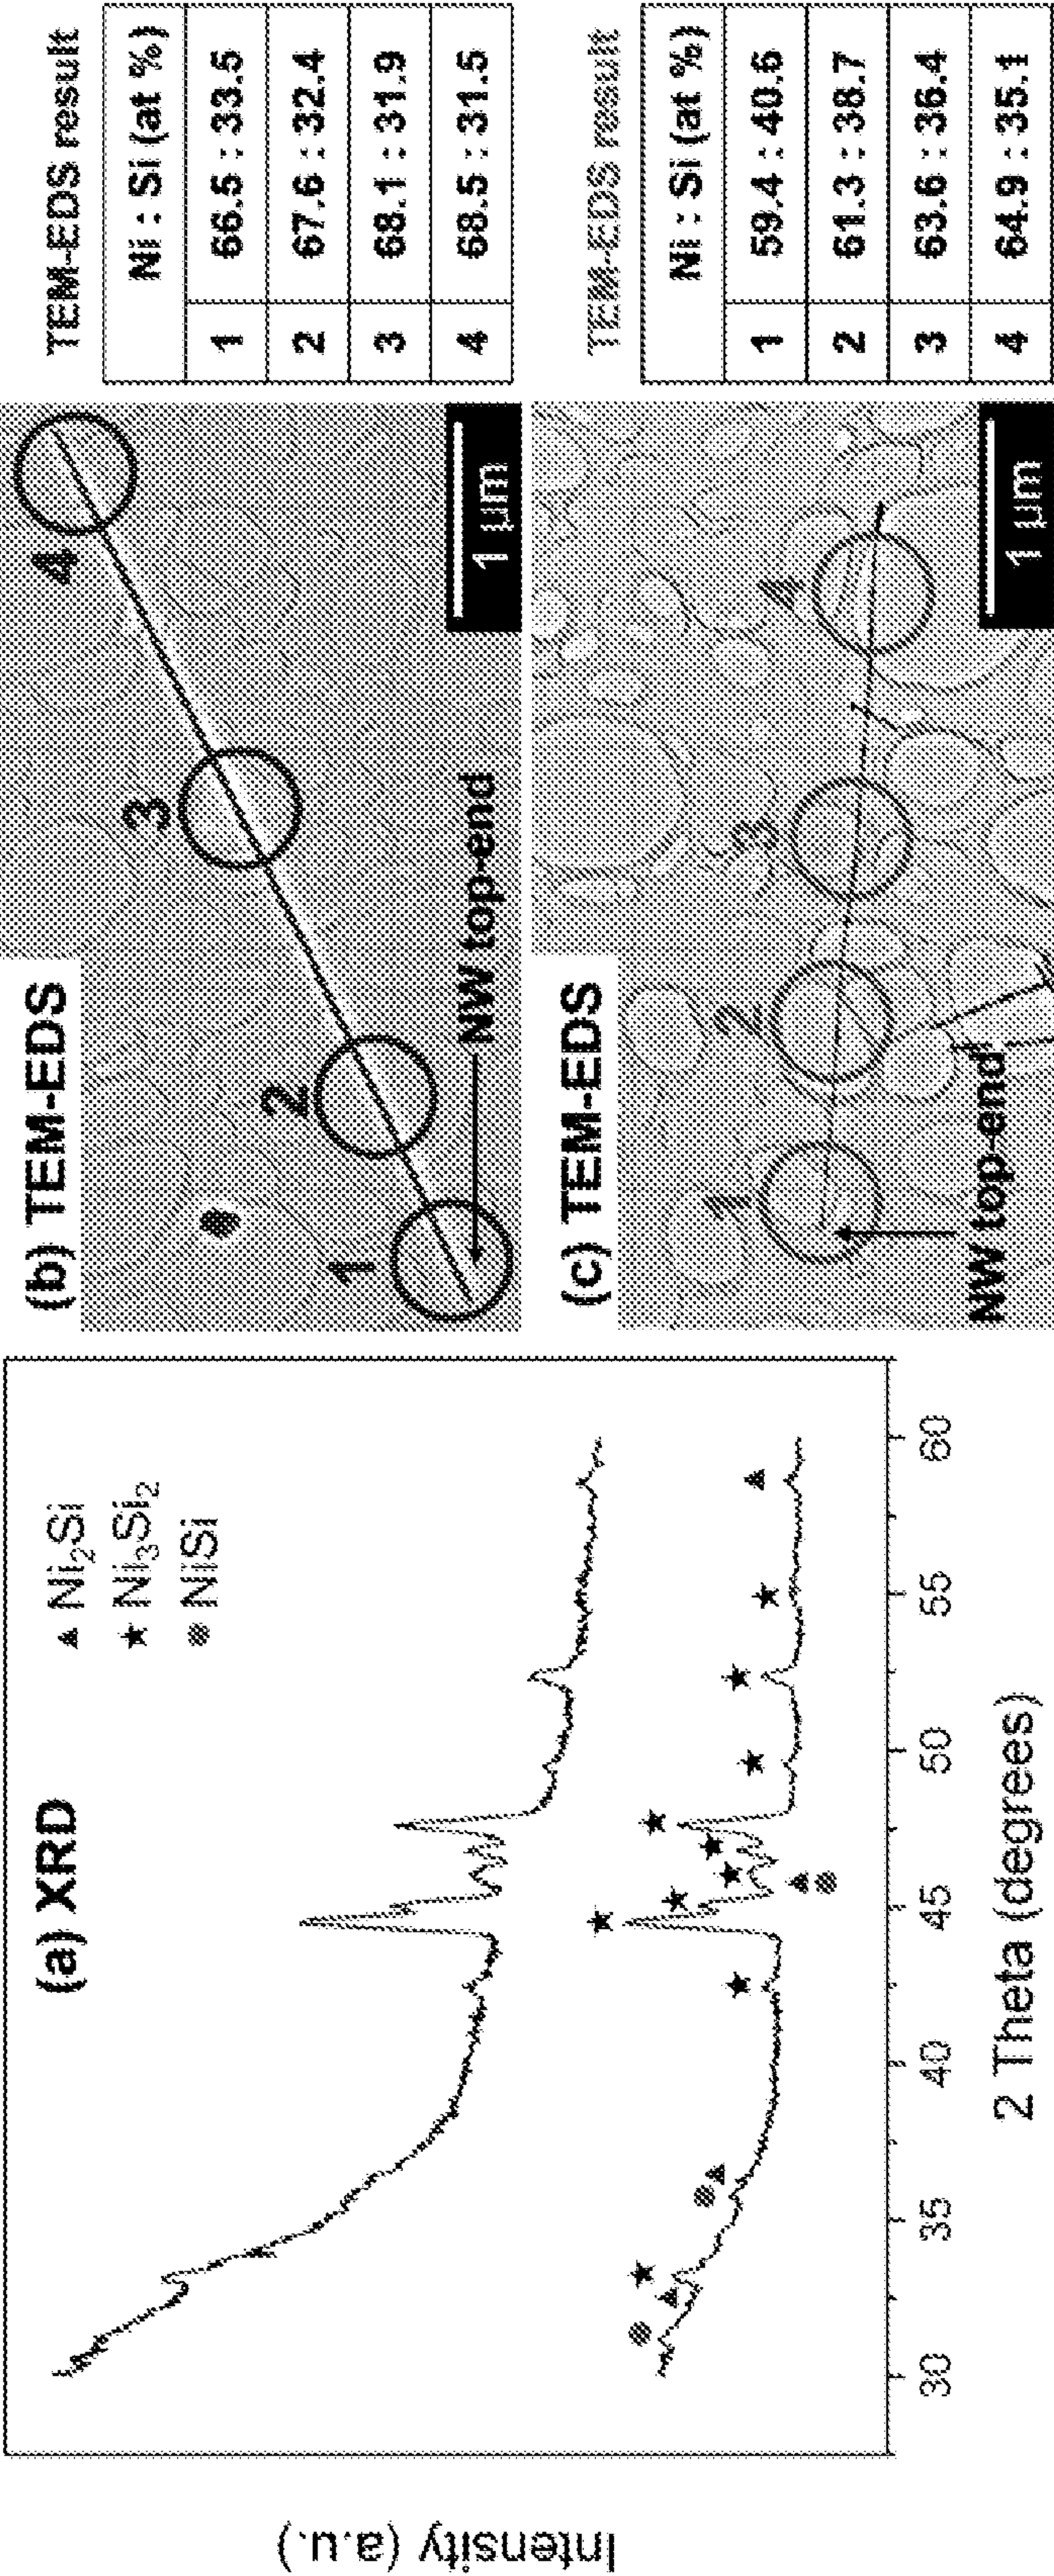 (a) XRD
▲ Ni₂Si
★ Ni₃Si₂
● NiSi
Intensity (a.u.)
30 35 40 45 50 55 60
2 Theta (degrees)
(b) TEM-EDS
1
2
3
4
NW top-end
1 μm
TEM-EDS result
Ni : Si (at %)
1 66.5 : 33.5
2 67.6 : 32.4
3 68.1 : 31.9
4 68.5 : 31.5
(c) TEM-EDS
1
2
3
4
NW top-end
1 μm
TEM-EDS result
Ni : Si (at %)
1 59.4 : 40.6
2 61.3 : 38.7
3 63.6 : 36.4
4 64.9 : 35.1